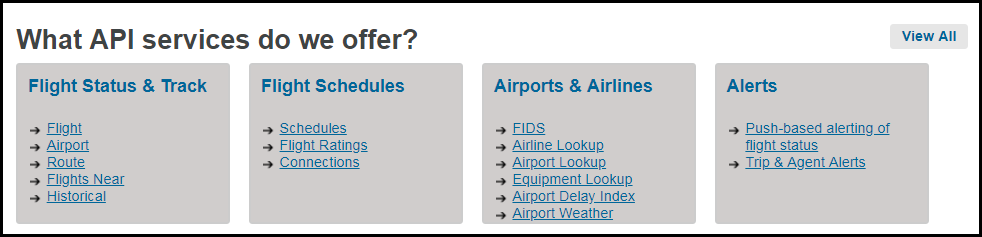 What API services do we offer?
View All
Flight Status & Track
Flight
Airport
Route
Flights Near
Historical
Flight Schedules
Schedules
Flight Ratings
Connections
Airports & Airlines
FIDS
Airline Lookup
Airport Lookup
Equipment Lookup
Airport Delay Index
Airport Weather
Alerts
Push-based alerting of
flight status
Trip & Agent Alerts